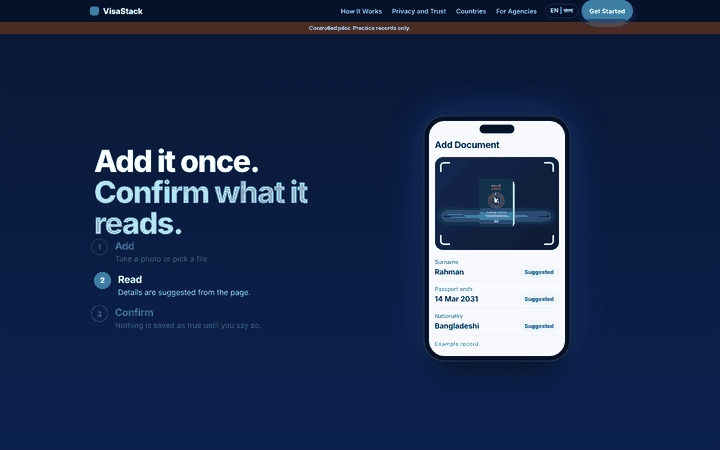 VisaStack
How It Works
Privacy and Trust
Countries
For Agencies
EN | বাংলা
Get Started
Controlled pilot. Practice records only.
Add it once.
Confirm what it
reads.
1 Add
Take a photo or pick a file.
2 Read
Details are suggested from the page.
3 Confirm
Nothing is saved as true until you say so.
Add Document
Surname
Rahman Suggested
Passport ends
14 Mar 2031 Suggested
Nationality
Bangladeshi Suggested
Example record.